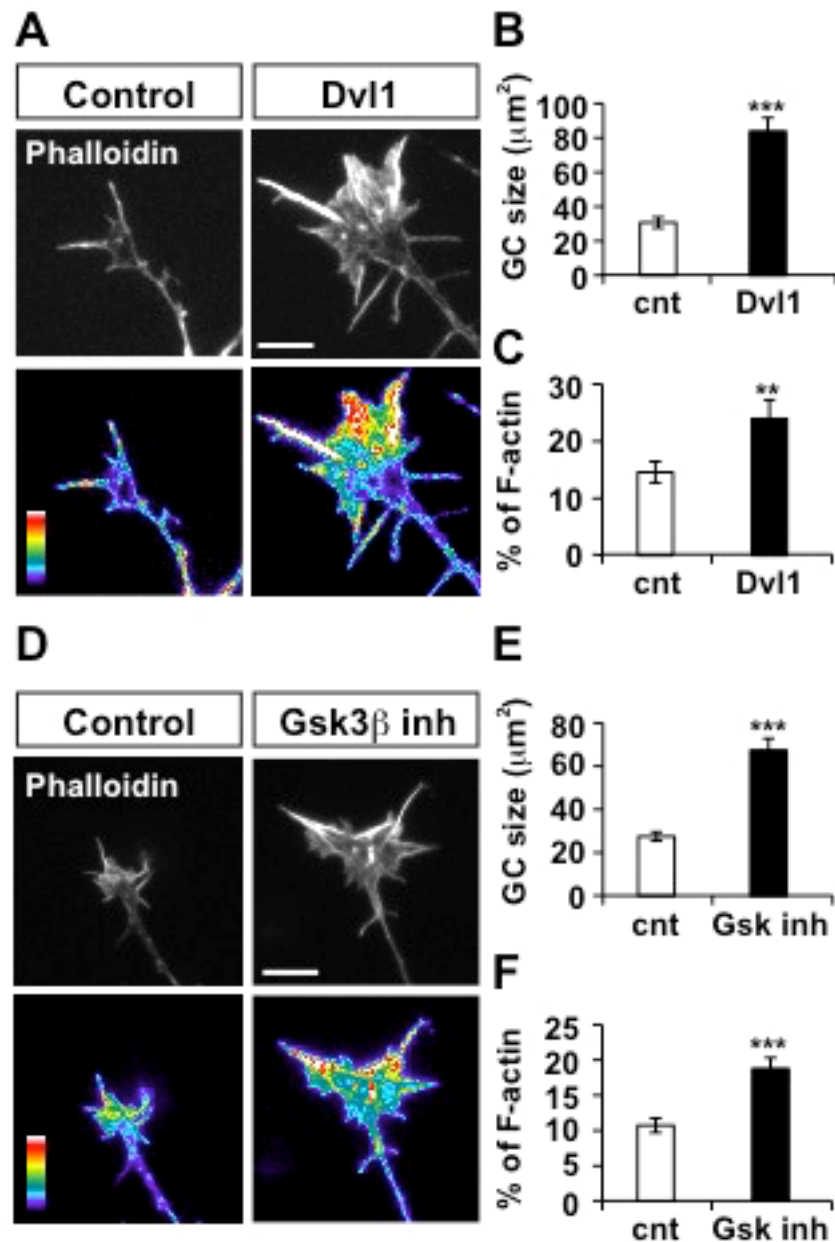 A
Control
Dvl1
Phalloidin
B
GC size (μm²)
100
80
60
40
20
0
***
cnt
Dvl1
C
% of F-actin
30
20
10
0
**
cnt
Dvl1
D
Control
Gsk3β inh
Phalloidin
E
GC size (μm²)
80
60
40
20
0
***
cnt
Gsk inh
F
% of F-actin
25
20
15
10
5
0
***
cnt
Gsk inh